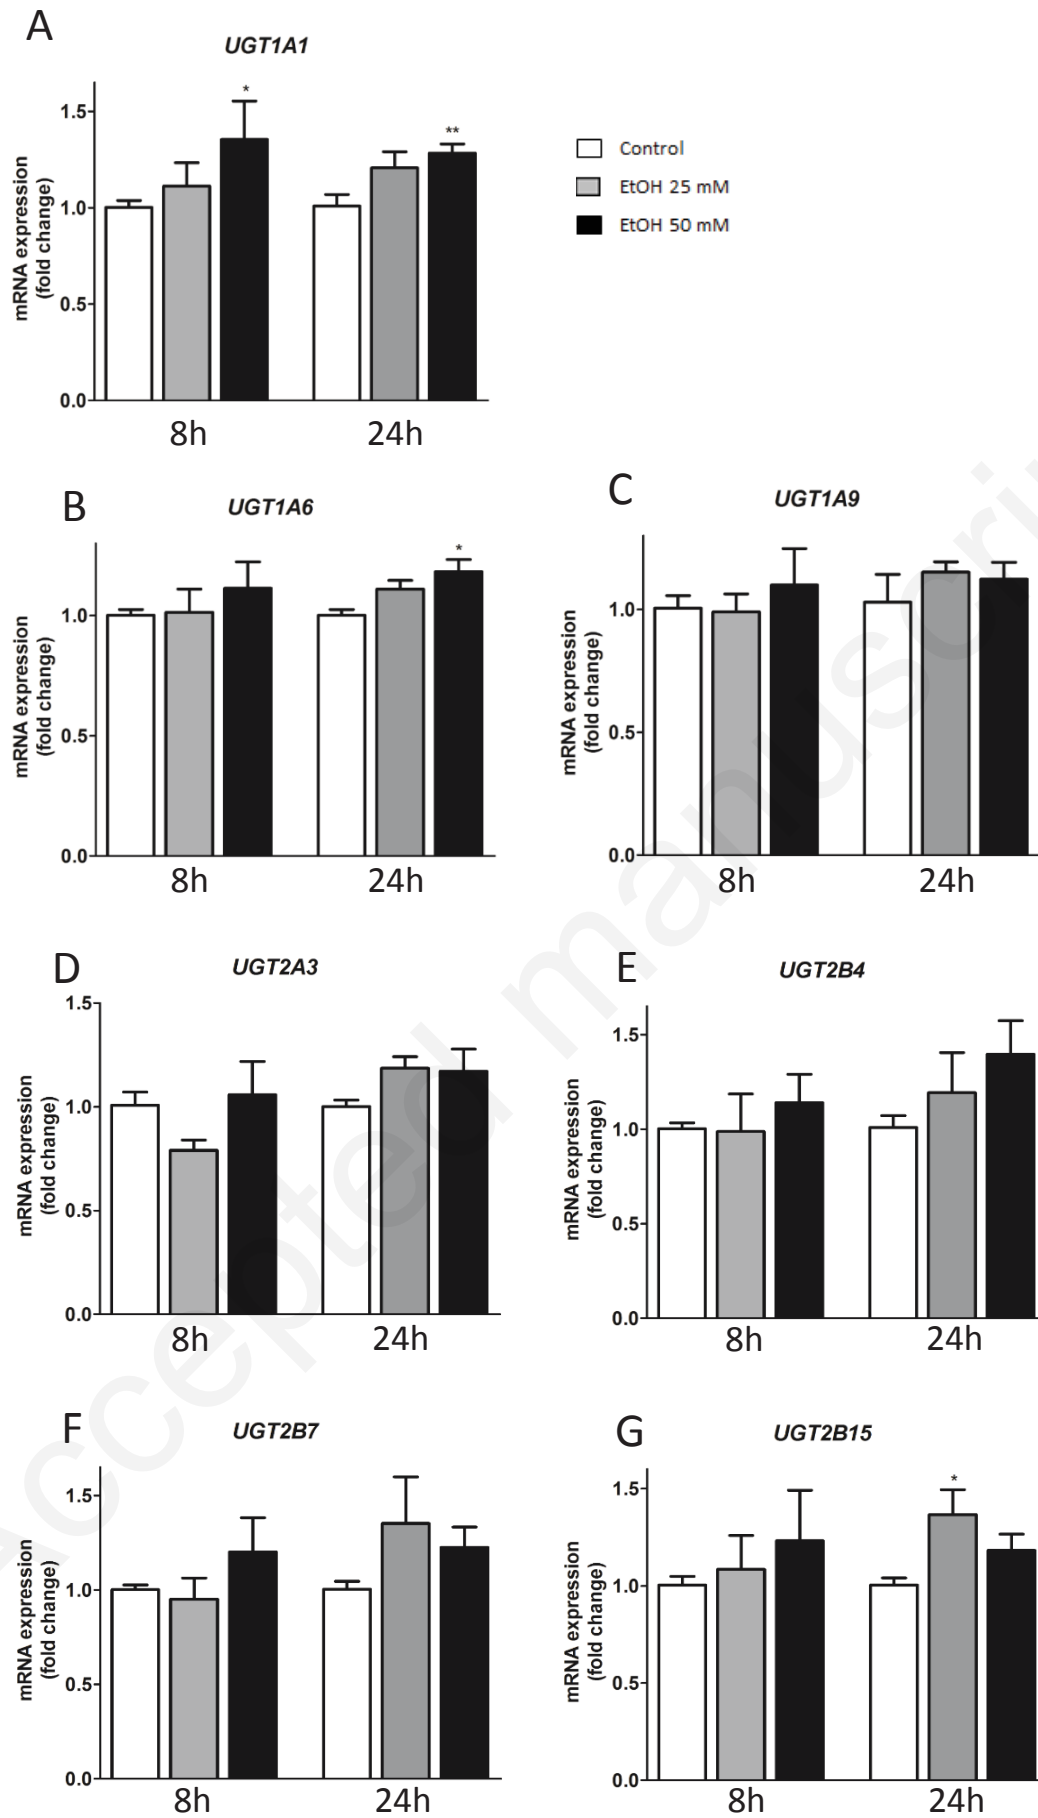 A
UGT1A1
mRNA expression
(fold change)
1.5
1.0
0.5
0.0
*
**
8h
24h
Control
EtOH 25 mM
EtOH 50 mM
B
UGT1A6
mRNA expression
(fold change)
1.0
0.5
0.0
*
8h
24h
C
UGT1A9
mRNA expression
(fold change)
1.0
0.5
0.0
8h
24h
D
UGT2A3
mRNA expression
(fold change)
1.5
1.0
0.5
0.0
8h
24h
E
UGT2B4
mRNA expression
(fold change)
1.5
1.0
0.5
0.0
8h
24h
F
UGT2B7
mRNA expression
(fold change)
1.5
1.0
0.5
0.0
8h
24h
G
UGT2B15
mRNA expression
(fold change)
1.5
1.0
0.5
0.0
*
8h
24h
Accepted